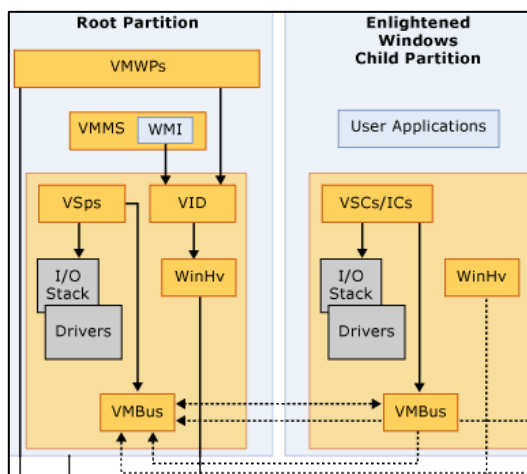 Root Partition
VMWPs
VMMS
WMI
VSps
VID
I/O
Stack
WinHv
Drivers
VMBus
Enlightened
Windows
Child Partition
User Applications
VSCs/ICs
I/O
Stack
WinHv
Drivers
VMBus